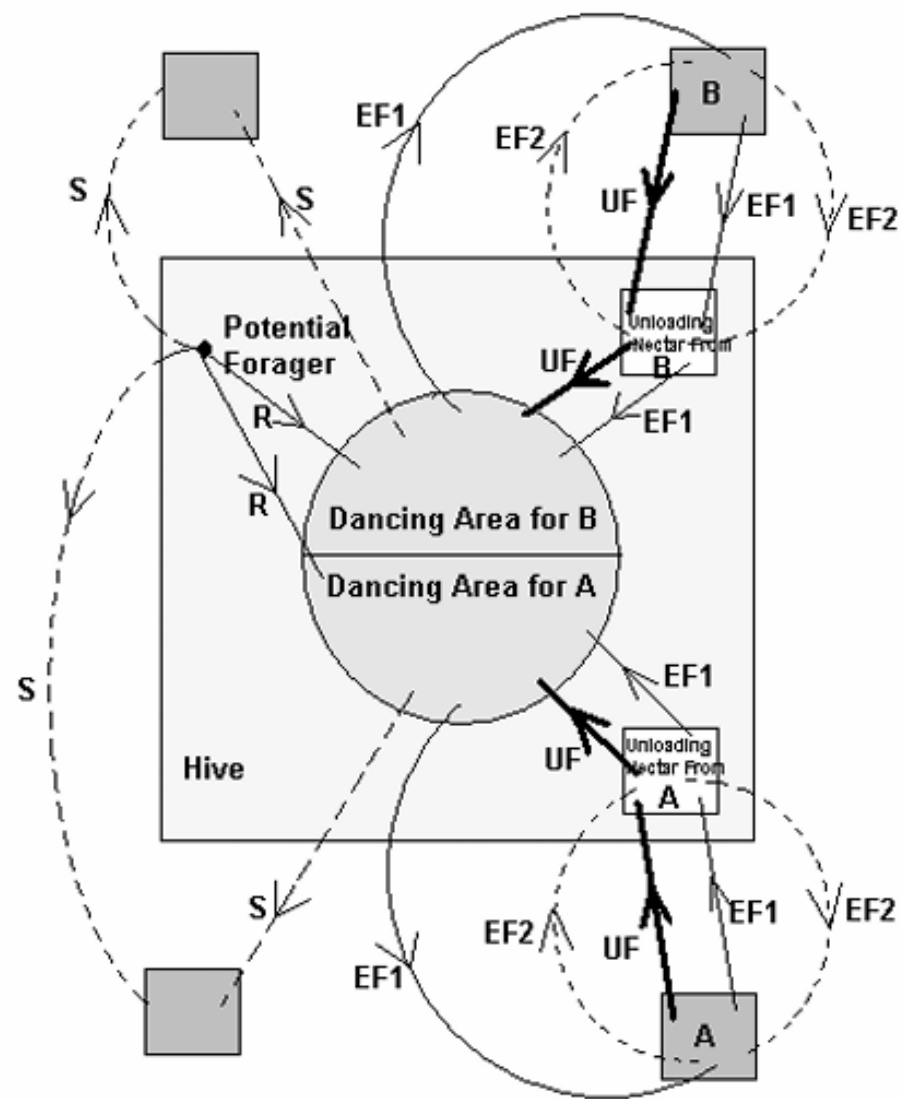 B
EF1
EF2
S
S
UF
EF1
EF2
Potential
Forager
Unloading
Nectar From
B
UF
R
EF1
R
Dancing Area for B
Dancing Area for A
S
EF1
Unloading
Nectar From
A
UF
Hive
S
EF2
UF
EF1
EF2
EF1
A